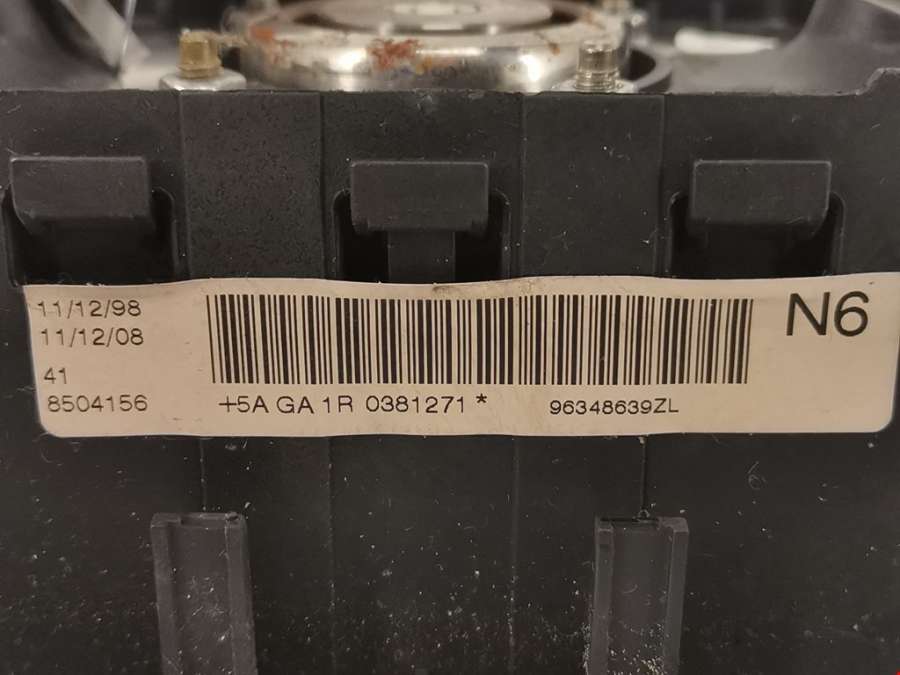 11/12/98
11/12/08
41
8504156
+5A GA 1R 0381271 *
96348639ZL
N6